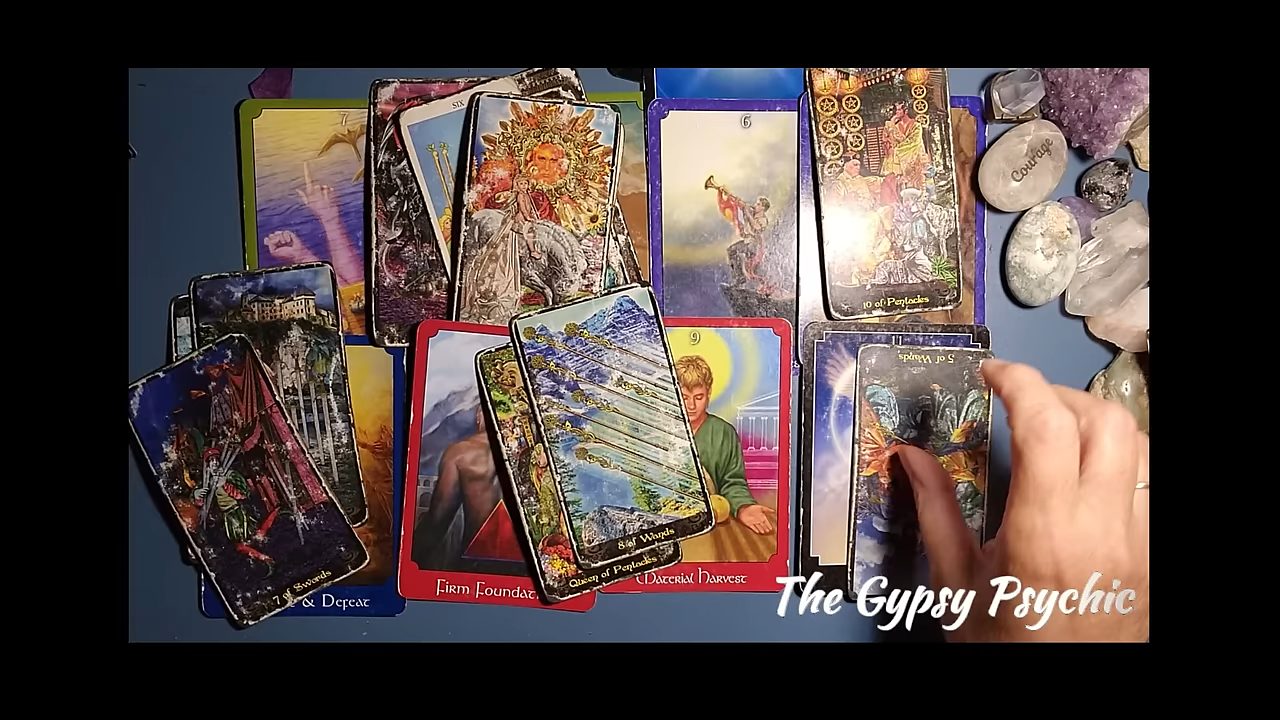 7
SIX
6
Courage
10 of Pentacles
9
5 of Wands
8 of Wands
Queen of Pentacles
7 of Swords
& Defeat
Firm
Material Harvest
The Gypsy Psychic